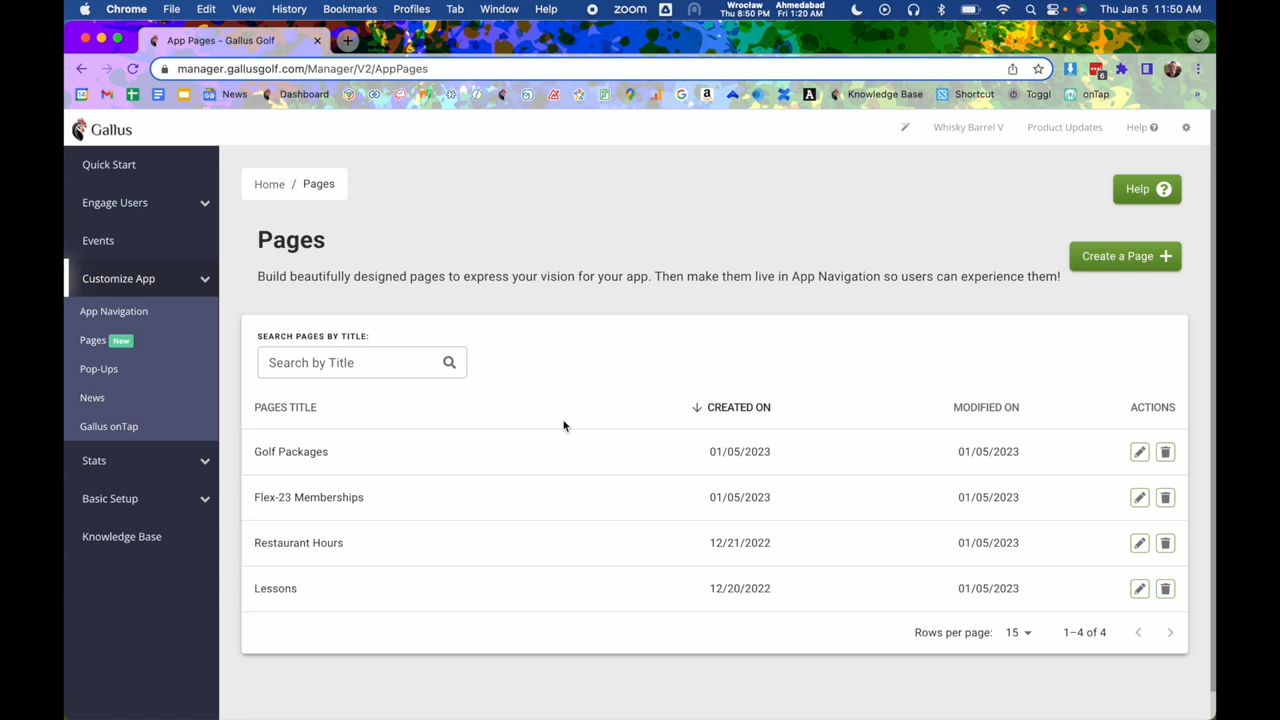 Chrome File Edit View History Bookmarks Profiles Tab Window Help zoom Wrocław Thu 8:50 PM Ahmedabad Fri 1:20 AM Thu Jan 5 11:50 AM
App Pages - Gallus Golf
manager.gallusgolf.com/Manager/V2/AppPages
6
News Dashboard Knowledge Base Shortcut Toggl onTap »
Gallus
Whisky Barrel V Product Updates Help
Quick Start
Engage Users
Events
Customize App
App Navigation
Pages New
Pop-Ups
News
Gallus onTap
Stats
Basic Setup
Knowledge Base
Home / Pages
Help
Pages
Create a Page +
Build beautifully designed pages to express your vision for your app. Then make them live in App Navigation so users can experience them!
SEARCH PAGES BY TITLE:
Search by Title
PAGES TITLE CREATED ON MODIFIED ON ACTIONS
Golf Packages 01/05/2023 01/05/2023
Flex-23 Memberships 01/05/2023 01/05/2023
Restaurant Hours 12/21/2022 01/05/2023
Lessons 12/20/2022 01/05/2023
Rows per page: 15 1–4 of 4